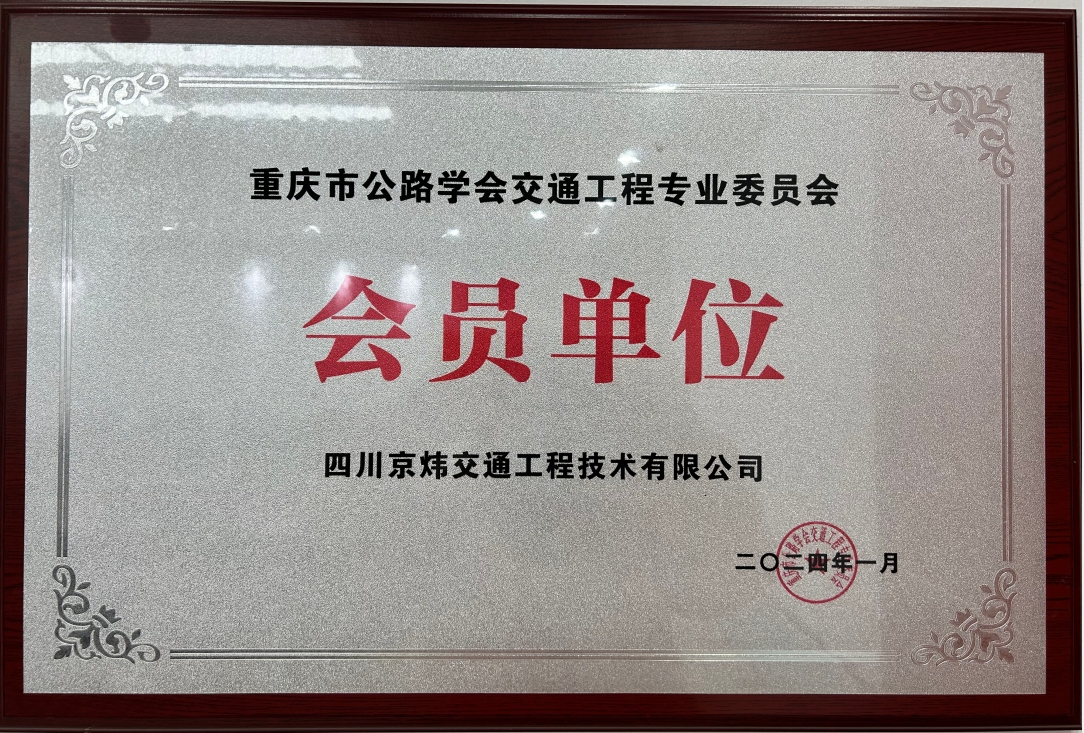 重庆市公路学会交通工程专业委员会
会员单位
四川京炜交通工程技术有限公司
二〇二四年一月